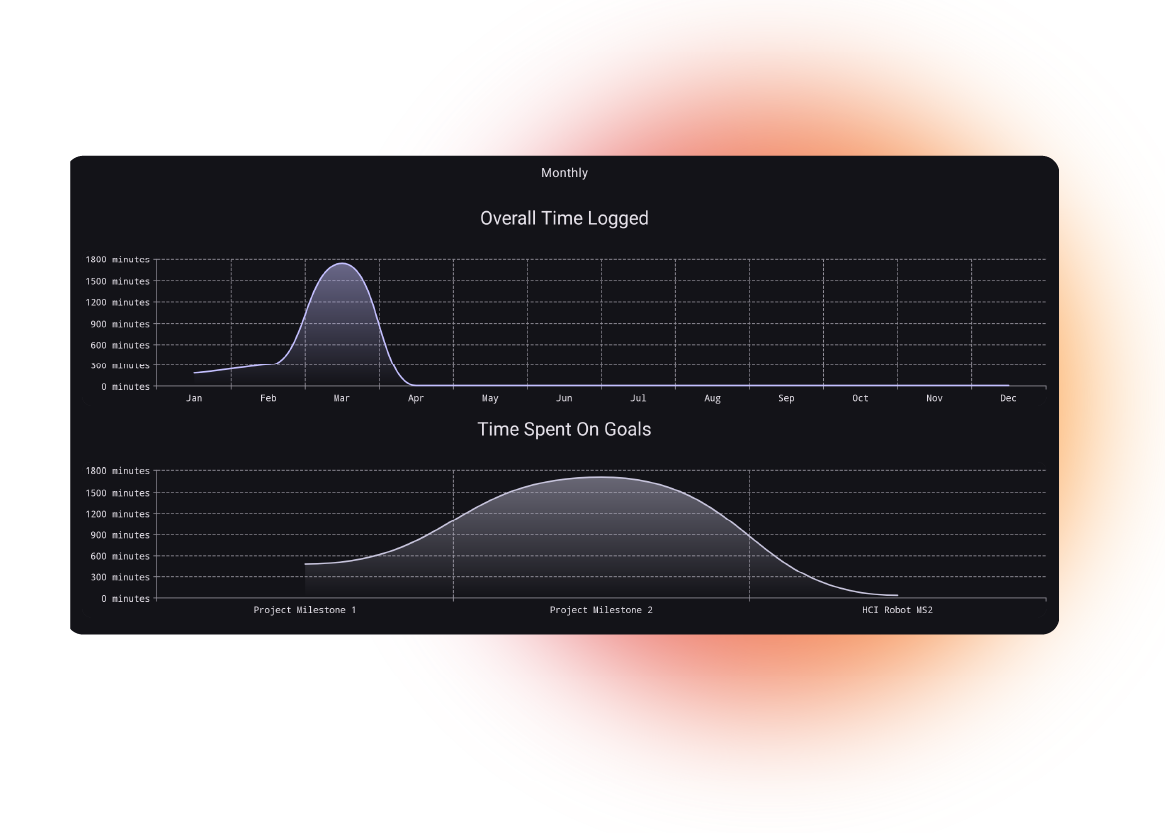 Monthly
Overall Time Logged
1800 minutes
1500 minutes
1200 minutes
900 minutes
600 minutes
300 minutes
0 minutes
Jan Feb Mar Apr May Jun Jul Aug Sep Oct Nov Dec
Time Spent On Goals
1800 minutes
1500 minutes
1200 minutes
900 minutes
600 minutes
300 minutes
0 minutes
Project Milestone 1 Project Milestone 2 HCI Robot MS2